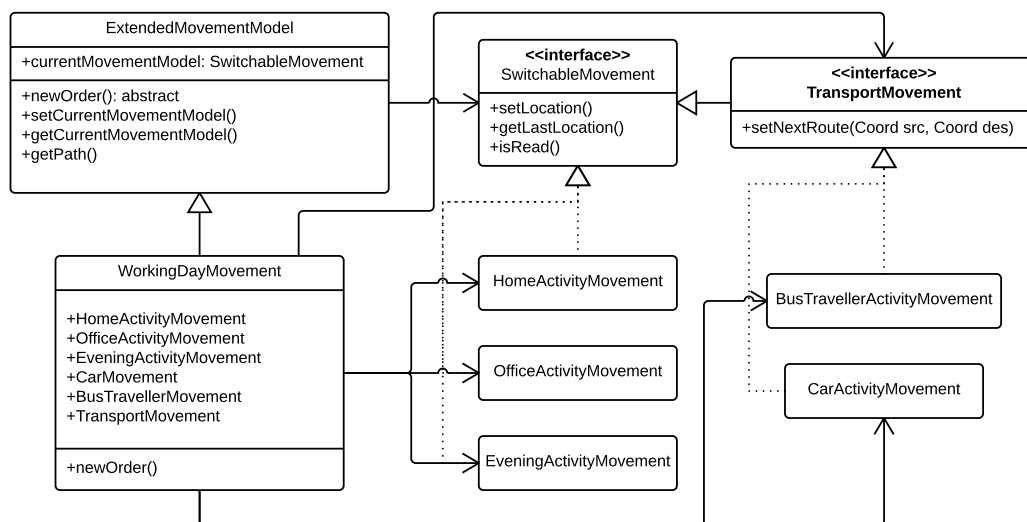 ExtendedMovementModel
+currentMovementModel: SwitchableMovement
+newOrder(): abstract
+setCurrentMovementModel()
+getCurrentMovementModel()
+getPath()
<<interface>>
SwitchableMovement
+setLocation()
+getLastLocation()
+isRead()
<<interface>>
TransportMovement
+setNextRoute(Coord src, Coord des)
WorkingDayMovement
+HomeActivityMovement
+OfficeActivityMovement
+EveningActivityMovement
+CarMovement
+BusTravellerMovement
+TransportMovement
+newOrder()
HomeActivityMovement
OfficeActivityMovement
EveningActivityMovement
BusTravellerActivityMovement
CarActivityMovement